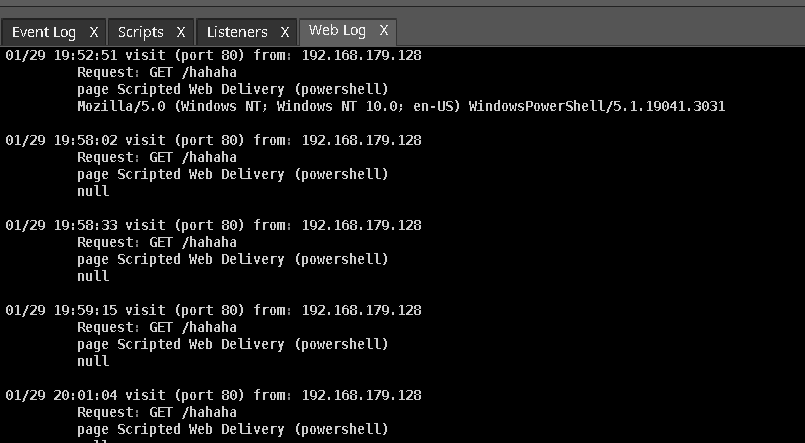 Event Log X Scripts X Listeners X Web Log X
01/29 19:52:51 visit (port 80) from: 192.168.179.128
Request: GET /hahaha
page Scripted Web Delivery (powershell)
Mozilla/5.0 (Windows NT; Windows NT 10.0; en-US) WindowsPowerShell/5.1.19041.3031
01/29 19:58:02 visit (port 80) from: 192.168.179.128
Request: GET /hahaha
page Scripted Web Delivery (powershell)
null
01/29 19:58:33 visit (port 80) from: 192.168.179.128
Request: GET /hahaha
page Scripted Web Delivery (powershell)
null
01/29 19:59:15 visit (port 80) from: 192.168.179.128
Request: GET /hahaha
page Scripted Web Delivery (powershell)
null
01/29 20:01:04 visit (port 80) from: 192.168.179.128
Request: GET /hahaha
page Scripted Web Delivery (powershell)